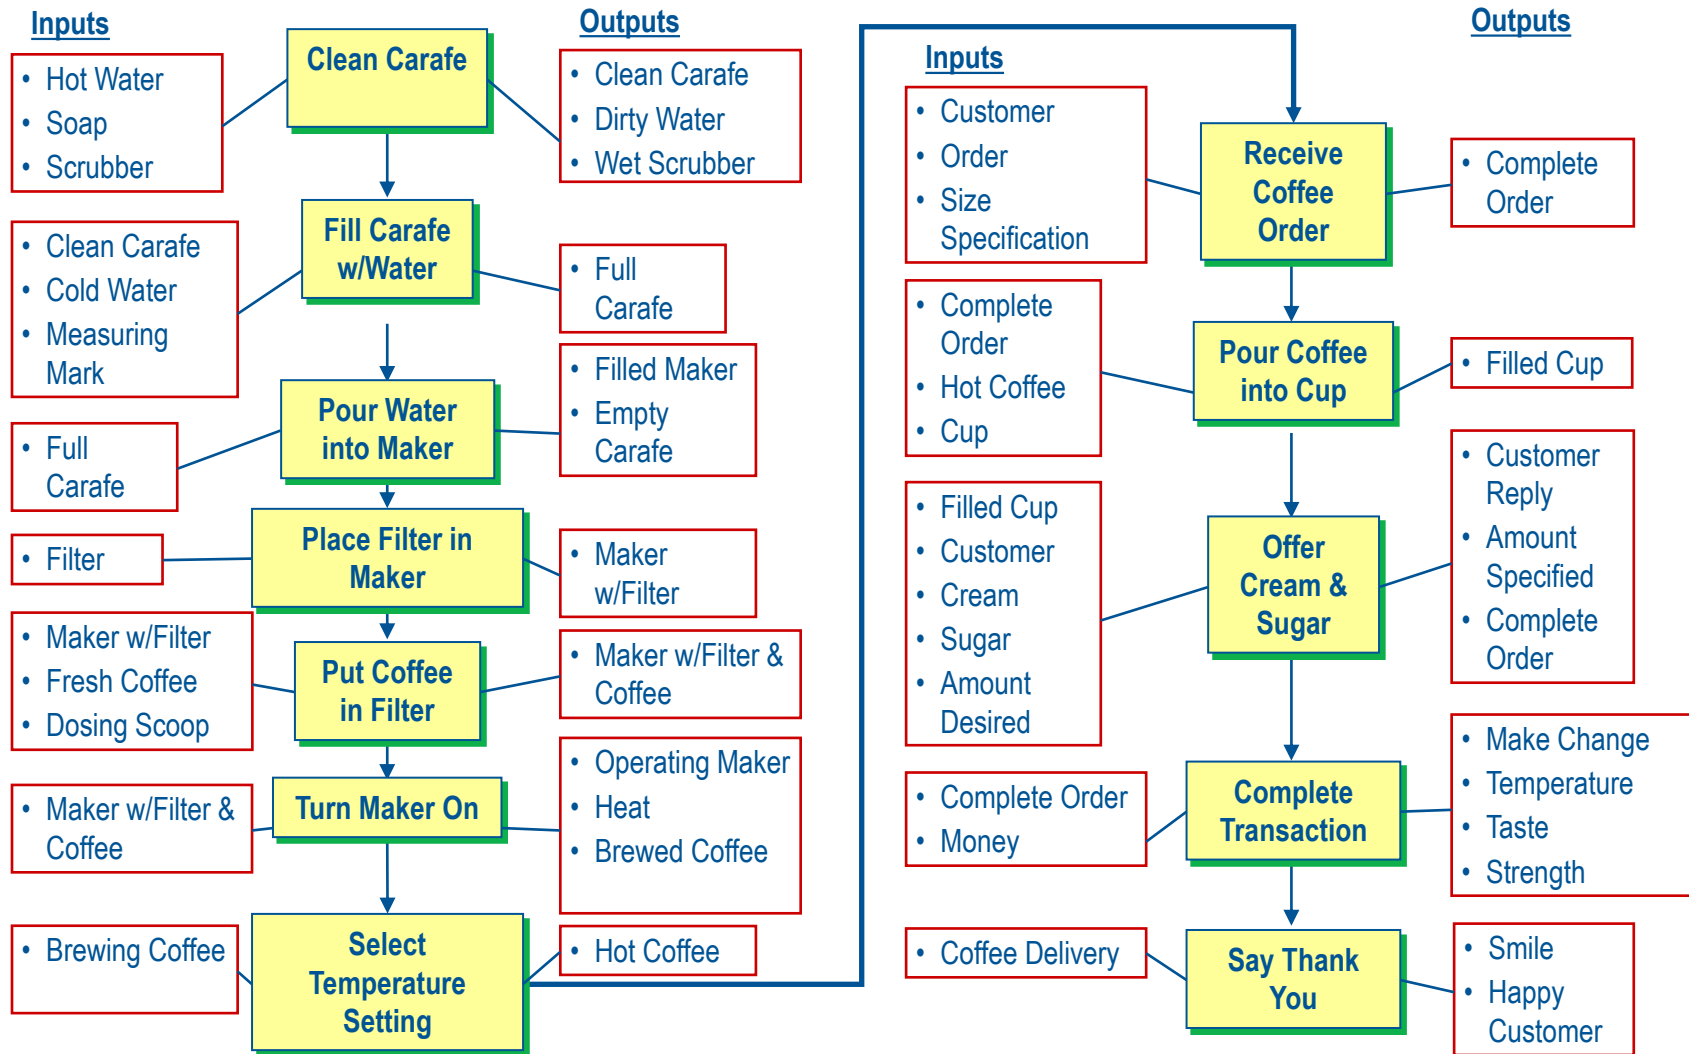 Inputs
Outputs
Clean Carafe
• Hot Water
• Soap
• Scrubber
• Clean Carafe
• Dirty Water
• Wet Scrubber
Fill Carafe
w/Water
• Clean Carafe
• Cold Water
• Measuring
Mark
• Full
Carafe
Pour Water
into Maker
• Full
Carafe
• Filled Maker
• Empty
Carafe
Place Filter in
Maker
• Filter
• Maker
w/Filter
Put Coffee
in Filter
• Maker w/Filter
• Fresh Coffee
• Dosing Scoop
• Maker w/Filter &
Coffee
Turn Maker On
• Maker w/Filter &
Coffee
• Operating Maker
• Heat
• Brewed Coffee
Select
Temperature
Setting
• Brewing Coffee
• Hot Coffee
Inputs
Outputs
Receive
Coffee
Order
• Customer
• Order
• Size
Specification
• Complete
Order
Pour Coffee
into Cup
• Complete
Order
• Hot Coffee
• Cup
• Filled Cup
Offer
Cream &
Sugar
• Filled Cup
• Customer
• Cream
• Sugar
• Amount
Desired
• Customer
Reply
• Amount
Specified
• Complete
Order
Complete
Transaction
• Complete Order
• Money
• Make Change
• Temperature
• Taste
• Strength
Say Thank
You
• Coffee Delivery
• Smile
• Happy
Customer